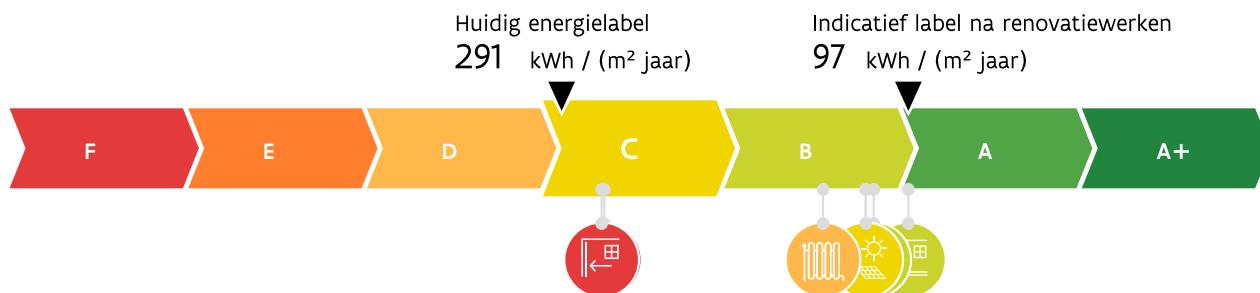 Huidig energielabel
291 kWh / (m² jaar)
Indicatief label na renovatiewerken
97 kWh / (m² jaar)
F E D C B A A+